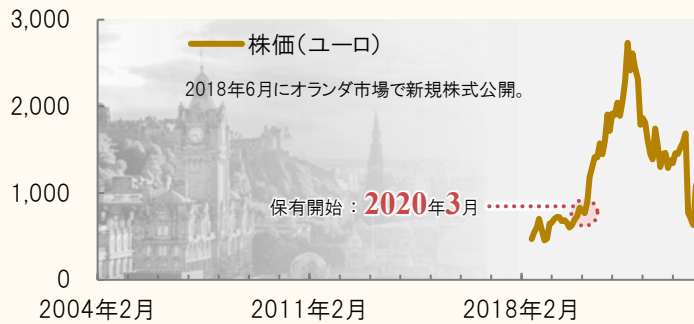 3,000
株価(ユーロ)
2018年6月にオランダ市場で新規株式公開。
2,000
1,000
保有開始：2020年3月
0
2004年2月 2011年2月 2018年2月